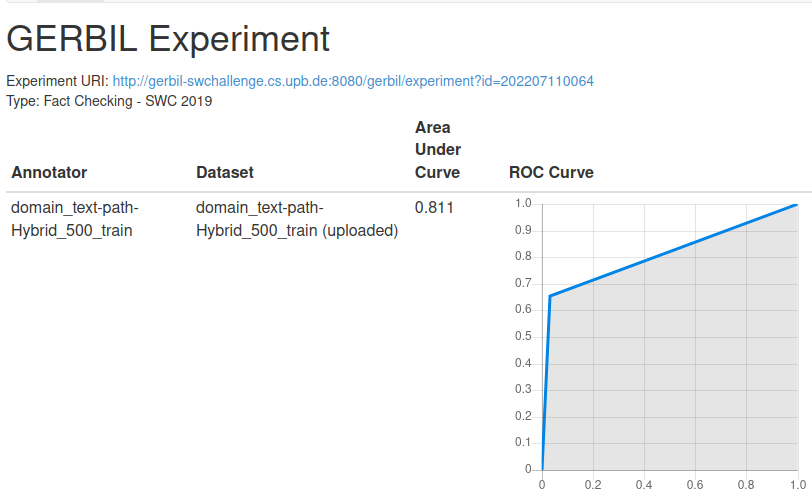 GERBIL Experiment
Experiment URI: http://gerbil-swchallenge.cs.upb.de:8080/gerbil/experiment?id=202207110064
Type: Fact Checking - SWC 2019
Annotator Dataset Area Under Curve ROC Curve
domain_text-path-Hybrid_500_train domain_text-path-Hybrid_500_train (uploaded) 0.811
1.0
0.9
0.8
0.7
0.6
0.5
0.4
0.3
0.2
0.1
0
0 0.2 0.4 0.6 0.8 1.0